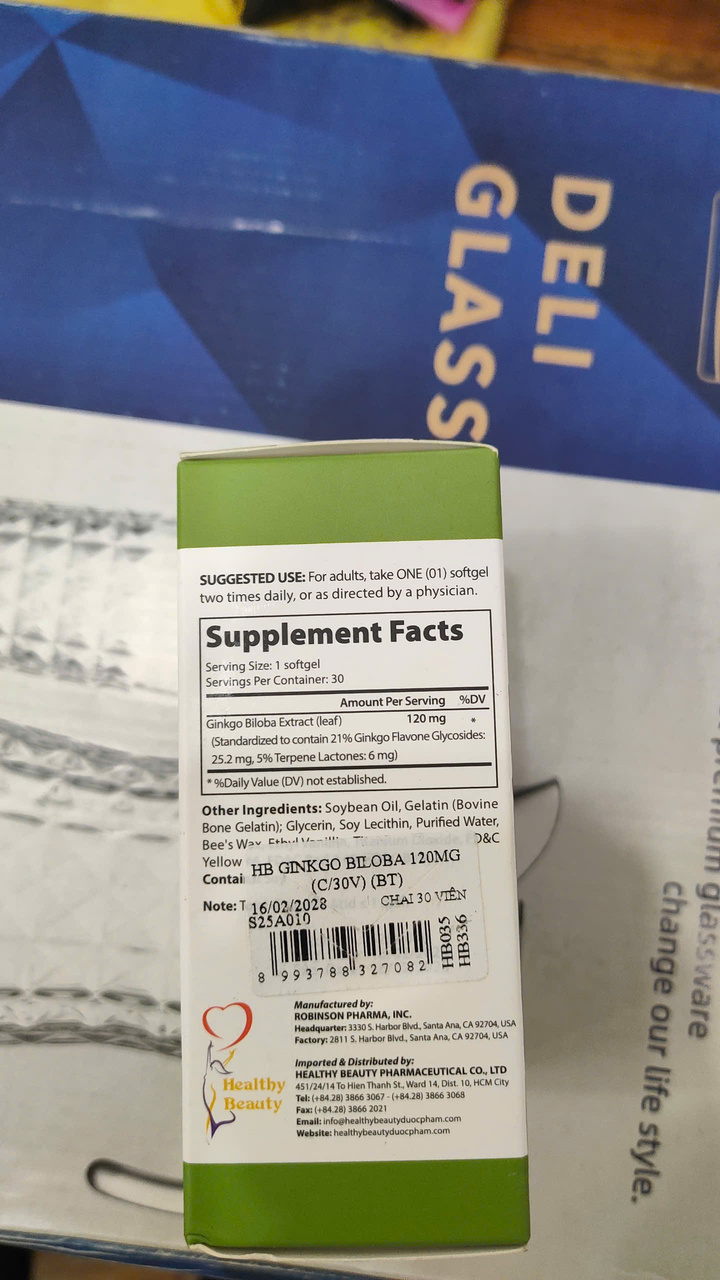 DELI
GLASS
SUGGESTED USE: For adults, take ONE (01) softgel
two times daily, or as directed by a physician.
Supplement Facts
Serving Size: 1 softgel
Servings Per Container: 30
Amount Per Serving %DV
Ginkgo Biloba Extract (leaf) 120 mg *
(Standardized to contain 21% Ginkgo Flavone Glycosides:
25.2 mg, 5% Terpene Lactones: 6 mg)
* %Daily Value (DV) not established.
Other Ingredients: Soybean Oil, Gelatin (Bovine
Bone Gelatin); Glycerin, Soy Lecithin, Purified Water,
Bee's Wax, Ethyl Vanillin, Titanium Dioxide, FD&C
Yellow
Note:
HB GINKGO BILOBA 120MG
(C/30V) (BT)
16/02/2028 CHAI 30 VIÊN
S25A010
8 993788 327082
HB035
HB336
Manufactured by:
ROBINSON PHARMA, INC.
Headquarter: 3330 S. Harbor Blvd., Santa Ana, CA 92704, USA
Factory: 2811 S. Harbor Blvd., Santa Ana, CA 92704, USA
Healthy
Beauty
Imported & Distributed by:
HEALTHY BEAUTY PHARMACEUTICAL CO., LTD
451/24/14 To Hien Thanh St., Ward 14, Dist. 10, HCM City
Tel: (+84.28) 3866 3067 - (+84.28) 3866 3068
Fax: (+84.28) 3866 2021
Email: info@healthybeautyduocpham.com
Website: healthybeautyduocpham.com
glassware
change our life style.